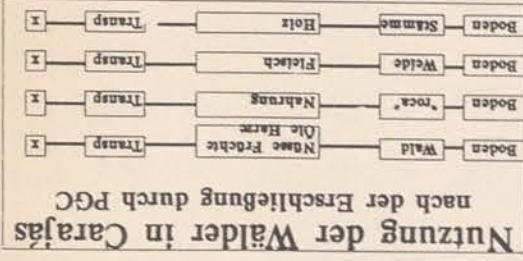 Nutzung der Wälder in Carajás
nach der Erschließung durch PGC
Boden Wald Nüsse Früchte Öle Harze Transp x
Boden "roca" Nahrung Transp x
Boden Weide Fleisch Transp x
Boden Stämme Holz Transp x